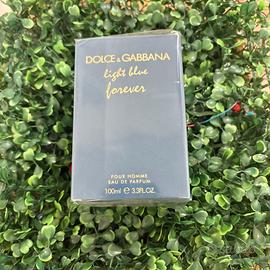 DOLCE & GABBANA
light blue
forever
POUR HOMME
EAU DE PARFUM
100ml ℮ 3.3FL.OZ.